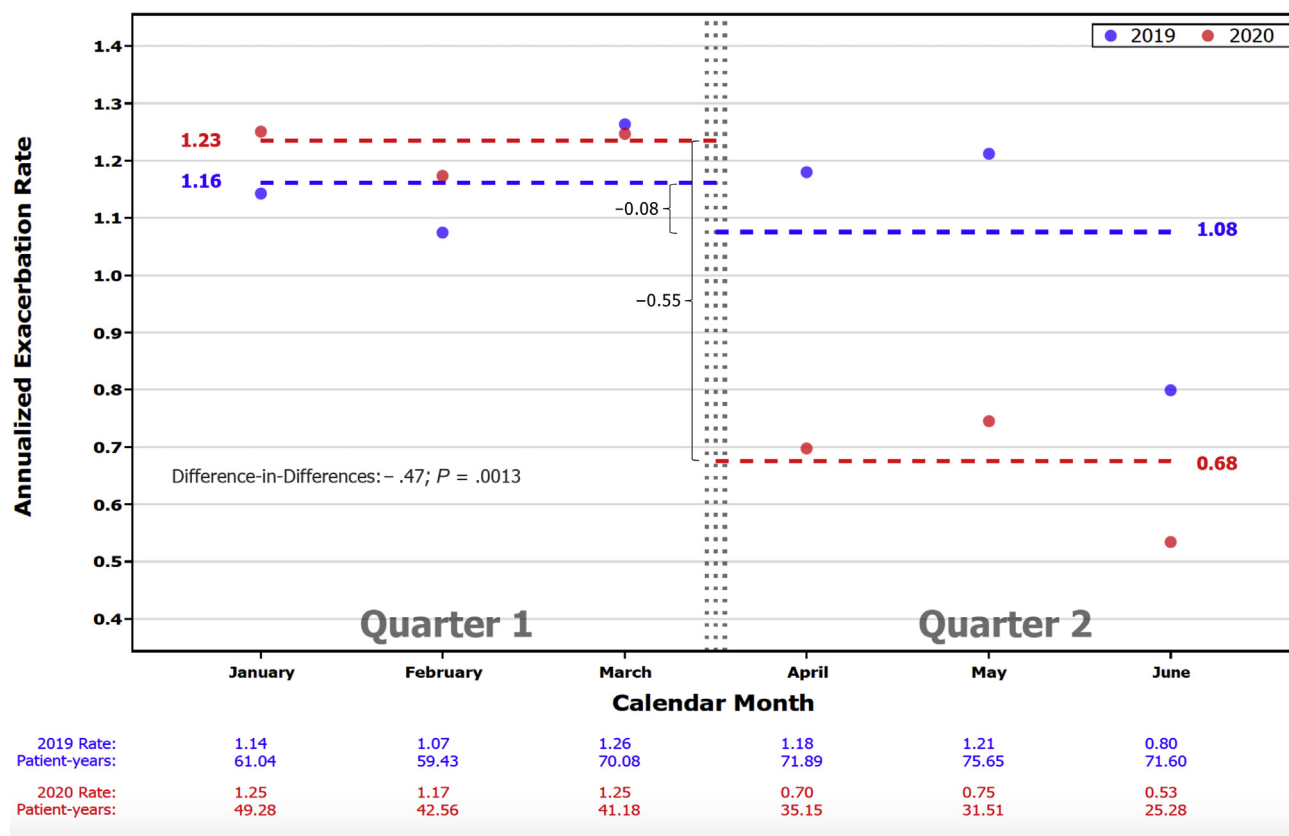 2019 2020
1.4
1.3
1.2
1.1
1.0
0.9
0.8
0.7
0.6
0.5
0.4
Annualized Exacerbation Rate
1.23
1.16
−0.08
1.08
−0.55
0.68
Difference-in-Differences: − .47; P = .0013
Quarter 1 Quarter 2
January February March April May June
Calendar Month
2019 Rate: 1.14 1.07 1.26 1.18 1.21 0.80
Patient-years: 61.04 59.43 70.08 71.89 75.65 71.60
2020 Rate: 1.25 1.17 1.25 0.70 0.75 0.53
Patient-years: 49.28 42.56 41.18 35.15 31.51 25.28